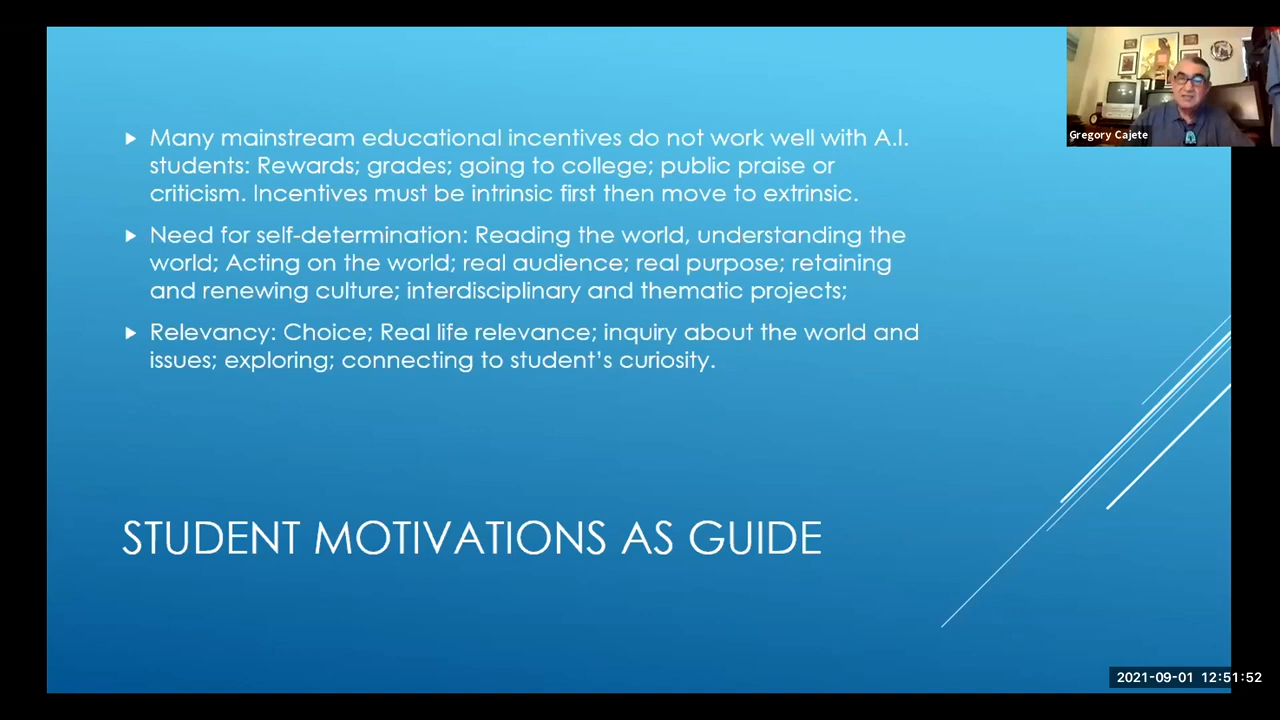 Many mainstream educational incentives do not work well with A.I.
students: Rewards; grades; going to college; public praise or
criticism. Incentives must be intrinsic first then move to extrinsic.
Need for self-determination: Reading the world, understanding the
world; Acting on the world; real audience; real purpose; retaining
and renewing culture; interdisciplinary and thematic projects;
Relevancy: Choice; Real life relevance; inquiry about the world and
issues; exploring; connecting to student’s curiosity.
STUDENT MOTIVATIONS AS GUIDE
Gregory Cajete
2021-09-01 12:51:52